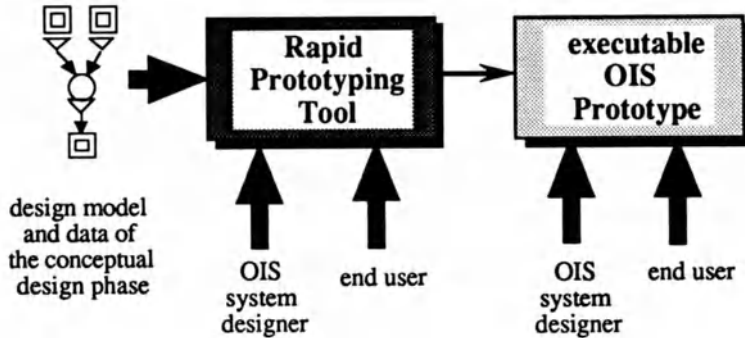 Rapid
Prototyping
Tool
executable
OIS
Prototype
design model
and data of
the conceptual
design phase
OIS
system
designer
end user
OIS
system
designer
end user